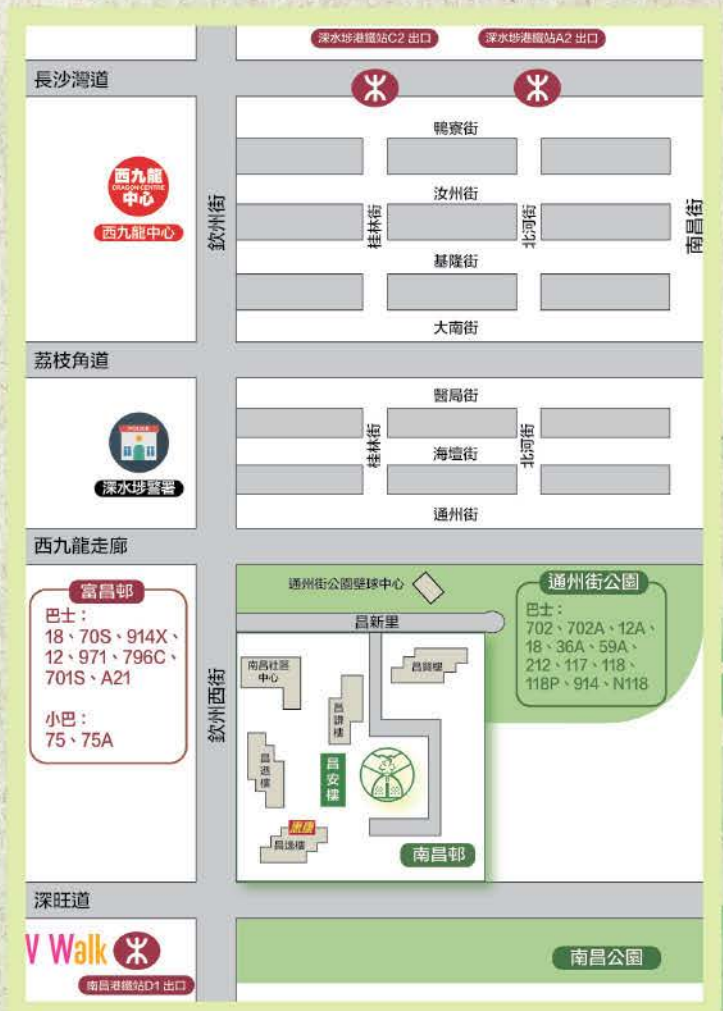 深水埗港鐵站C2 出口
深水埗港鐵站A2 出口
長沙灣道
鴨寮街
西九龍
DRAGON CENTRE
中心
西九龍中心
欽州街
汝州街
桂林街
北河街
南昌街
基隆街
大南街
荔枝角道
醫局街
POLICE
桂林街
海壇街
北河街
深水埗警署
通州街
西九龍走廊
富昌邨
巴士：
18、70S、914X、
12、971、796C、
701S、A21
小巴：
75、75A
通州街公園壁球中心
通州街公園
巴士：
702、702A、12A、
18、36A、59A、
212、117、118、
118P、914、N118
昌新里
欽州西街
南昌社區
中心
昌賢樓
昌謙樓
昌遜樓
昌安樓
惠康
昌逸樓
南昌邨
深旺道
V Walk
南昌港鐵站D1 出口
南昌公園